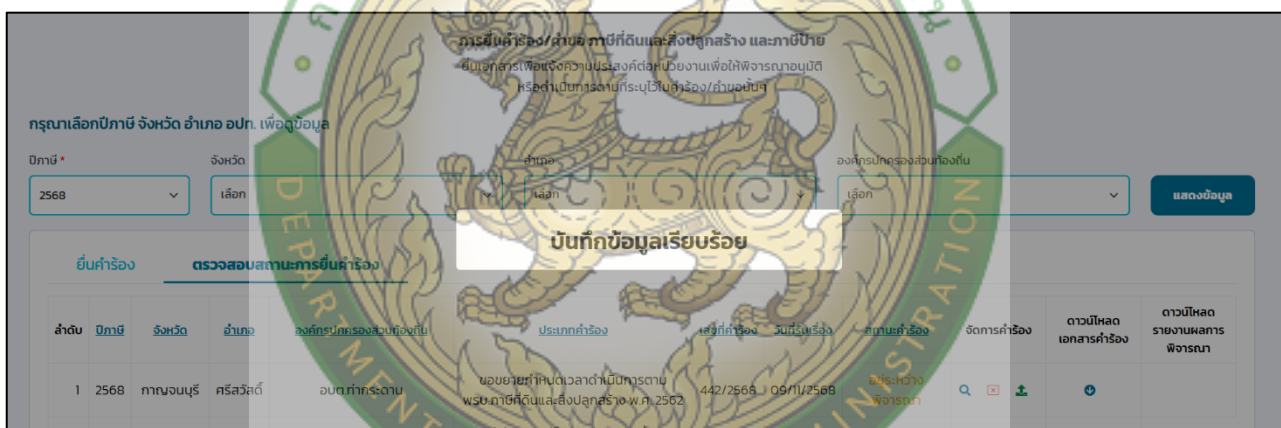 การยื่นคำร้อง/คำขอ ภาษีที่ดินและสิ่งปลูกสร้าง และภาษีป้าย
ยื่นเอกสารเพื่อแจ้งความประสงค์ต่อหน่วยงานเพื่อให้พิจารณาอนุมัติ
หรือดำเนินการตามที่ระบุไว้ในคำร้อง/คำขอนั้นๆ
กรุณาเลือกปีภาษี จังหวัด อำเภอ อปท. เพื่อดูข้อมูล
ปีภาษี * จังหวัด อำเภอ องค์กรปกครองส่วนท้องถิ่น
2568 เลือก เลือก เลือก แสดงข้อมูล
บันทึกข้อมูลเรียบร้อย
ยื่นคำร้อง ตรวจสอบสถานะการยื่นคำร้อง
ลำดับ ปีภาษี จังหวัด อำเภอ องค์กรปกครองส่วนท้องถิ่น ประเภทคำร้อง เลขที่คำร้อง วันที่รับเรื่อง สถานะคำร้อง จัดการคำร้อง
ดาวน์โหลด
เอกสารคำร้อง
ดาวน์โหลด
รายงานผลการ
พิจารณา
1 2568 กาญจนบุรี ศรีสวัสดิ์ อบต.ท่ากระดาน
ขอขยายกำหนดเวลาดำเนินการตาม
พรบ.ภาษีที่ดินและสิ่งปลูกสร้าง พ.ศ. 2562
442/2568 09/11/2568
อยู่ระหว่าง
พิจารณา
DEPARTMENT
ADMINISTRATION